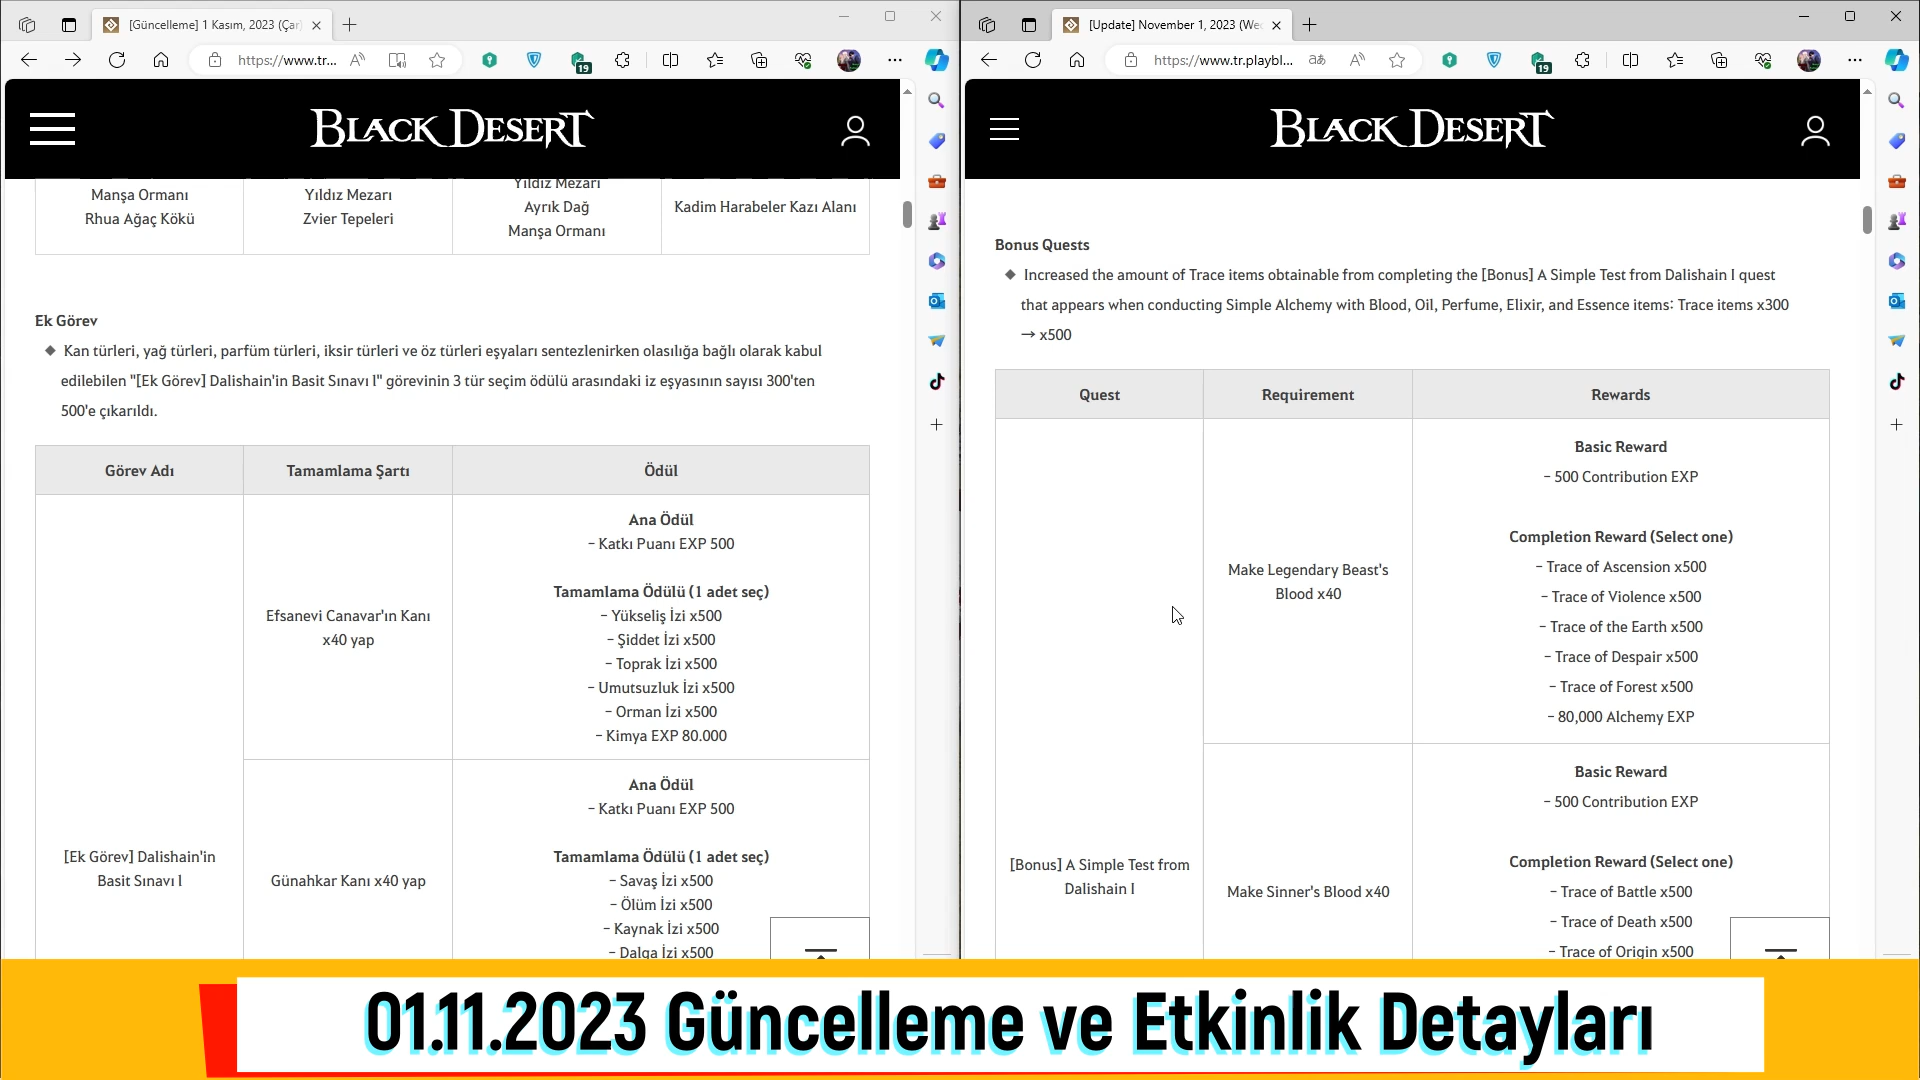 [Güncelleme] 1 Kasım, 2023 (Çar)
https://www.tr...
19
BLACK DESERT
Manşa Ormanı
Rhua Ağaç Kökü
Yıldız Mezarı
Zvier Tepeleri
Yıldız Mezarı
Ayrık Dağ
Manşa Ormanı
Kadim Harabeler Kazı Alanı
Ek Görev
◆ Kan türleri, yağ türleri, parfüm türleri, iksir türleri ve öz türleri eşyaları sentezlenirken olasılığa bağlı olarak kabul
edilebilen "[Ek Görev] Dalishain'in Basit Sınavı I" görevinin 3 tür seçim ödülü arasındaki iz eşyasının sayısı 300'ten
500'e çıkarıldı.
Görev Adı
Tamamlama Şartı
Ödül
[Ek Görev] Dalishain'in
Basit Sınavı I
Efsanevi Canavar'ın Kanı
x40 yap
Ana Ödül
- Katkı Puanı EXP 500
Tamamlama Ödülü (1 adet seç)
- Yükseliş İzi x500
- Şiddet İzi x500
- Toprak İzi x500
- Umutsuzluk İzi x500
- Orman İzi x500
- Kimya EXP 80.000
Günahkar Kanı x40 yap
Ana Ödül
- Katkı Puanı EXP 500
Tamamlama Ödülü (1 adet seç)
- Savaş İzi x500
- Ölüm İzi x500
- Kaynak İzi x500
- Dalga İzi x500
[Update] November 1, 2023 (We
https://www.tr.playbl...
19
BLACK DESERT
Bonus Quests
◆ Increased the amount of Trace items obtainable from completing the [Bonus] A Simple Test from Dalishain I quest
that appears when conducting Simple Alchemy with Blood, Oil, Perfume, Elixir, and Essence items: Trace items x300
→ x500
Quest
Requirement
Rewards
[Bonus] A Simple Test from
Dalishain I
Make Legendary Beast's
Blood x40
Basic Reward
- 500 Contribution EXP
Completion Reward (Select one)
- Trace of Ascension x500
- Trace of Violence x500
- Trace of the Earth x500
- Trace of Despair x500
- Trace of Forest x500
- 80,000 Alchemy EXP
Make Sinner's Blood x40
Basic Reward
- 500 Contribution EXP
Completion Reward (Select one)
- Trace of Battle x500
- Trace of Death x500
- Trace of Origin x500
01.11.2023 Güncelleme ve Etkinlik Detayları